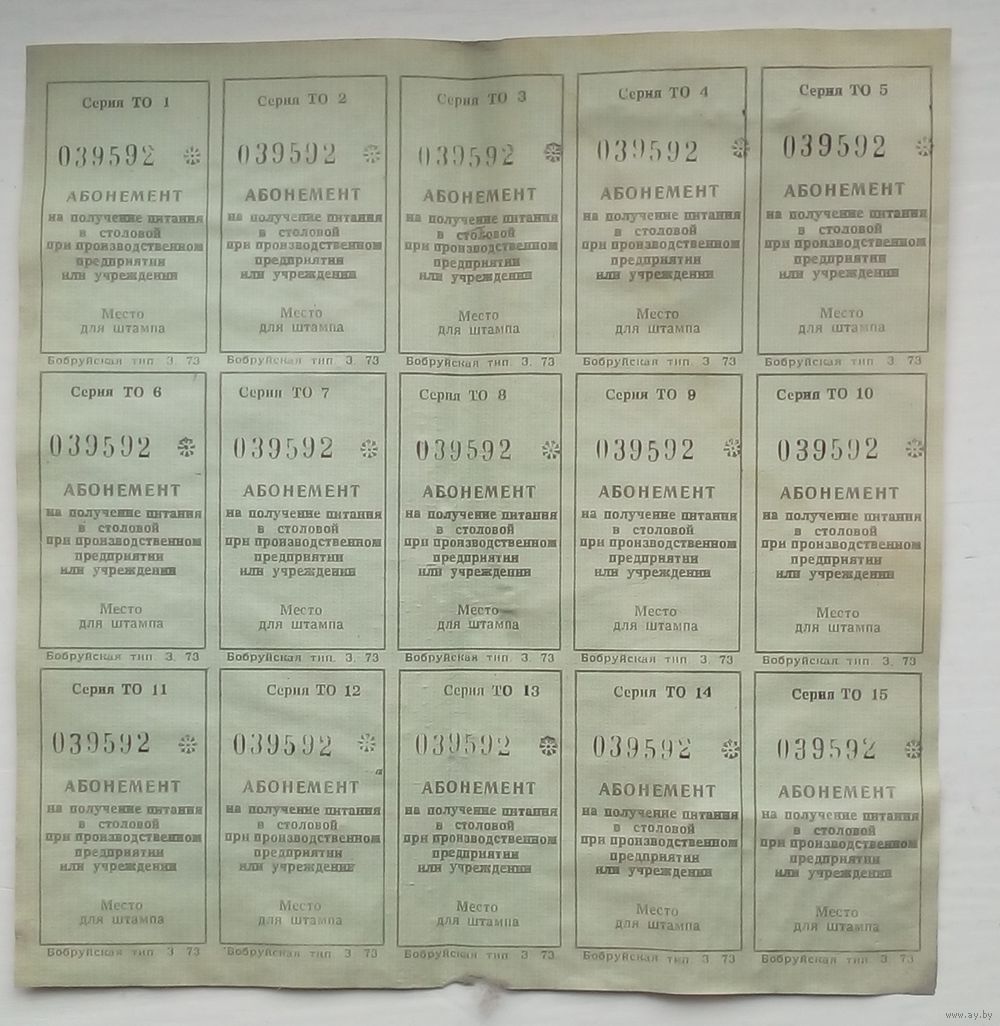 Серия ТО 1
039592
АБОНЕМЕНТ
на получение питания
в столовой
при производственном
предприятии
или учреждении
Место
для штампа
Бобруйская тип. З. 73
Серия ТО 2
039592
АБОНЕМЕНТ
на получение питания
в столовой
при производственном
предприятии
или учреждении
Место
для штампа
Бобруйская тип. З. 73
Серия ТО 3
039592
АБОНЕМЕНТ
на получение питания
в столовой
при производственном
предприятии
или учреждении
Место
для штампа
Бобруйская тип. З. 73
Серия ТО 4
039592
АБОНЕМЕНТ
на получение питания
в столовой
при производственном
предприятии
или учреждении
Место
для штампа
Бобруйская тип. З. 73
Серия ТО 5
039592
АБОНЕМЕНТ
на получение питания
в столовой
при производственном
предприятии
или учреждении
Место
для штампа
Бобруйская тип. З. 73
Серия ТО 6
039592
АБОНЕМЕНТ
на получение питания
в столовой
при производственном
предприятии
или учреждении
Место
для штампа
Бобруйская тип. З. 73
Серия ТО 7
039592
АБОНЕМЕНТ
на получение питания
в столовой
при производственном
предприятии
или учреждении
Место
для штампа
Бобруйская тип. З. 73
Серия ТО 8
039592
АБОНЕМЕНТ
на получение питания
в столовой
при производственном
предприятии
или учреждении
Место
для штампа
Бобруйская тип. З. 73
Серия ТО 9
039592
АБОНЕМЕНТ
на получение питания
в столовой
при производственном
предприятии
или учреждении
Место
для штампа
Бобруйская тип. З. 73
Серия ТО 10
039592
АБОНЕМЕНТ
на получение питания
в столовой
при производственном
предприятии
или учреждении
Место
для штампа
Бобруйская тип. З. 73
Серия ТО 11
039592
АБОНЕМЕНТ
на получение питания
в столовой
при производственном
предприятии
или учреждении
Место
для штампа
Бобруйская тип З 73
Серия ТО 12
039592
АБОНЕМЕНТ
на получение питания
в столовой
при производственном
предприятии
или учреждении
Место
для штампа
Бобруйская тип. З 73
Серия ТО 13
039592
АБОНЕМЕНТ
на получение питания
в столовой
при производственном
предприятии
или учреждении
Место
для штампа
Бобруйская тип. З. 73
Серия ТО 14
039592
АБОНЕМЕНТ
на получение питания
в столовой
при производственном
предприятии
или учреждении
Место
для штампа
Бобруйская тип. З 73
Серия ТО 15
039592
АБОНЕМЕНТ
на получение питания
в столовой
при производственном
предприятии
или учреждении
Место
для штампа
Бобруйская тип. З 73
www.ay.by